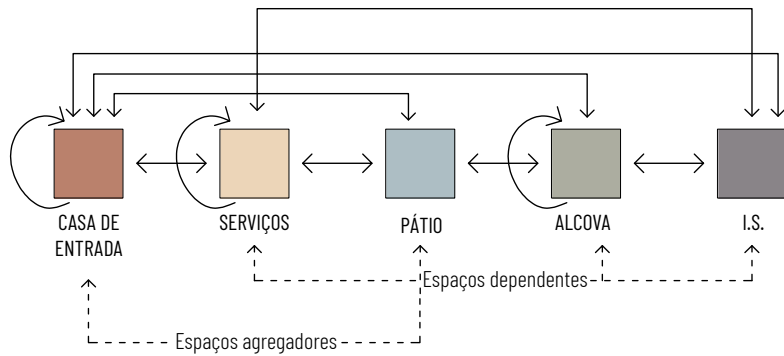 CASA DE
ENTRADA
SERVIÇOS
PÁTIO
ALCOVA
I.S.
Espaços dependentes
Espaços agregadores